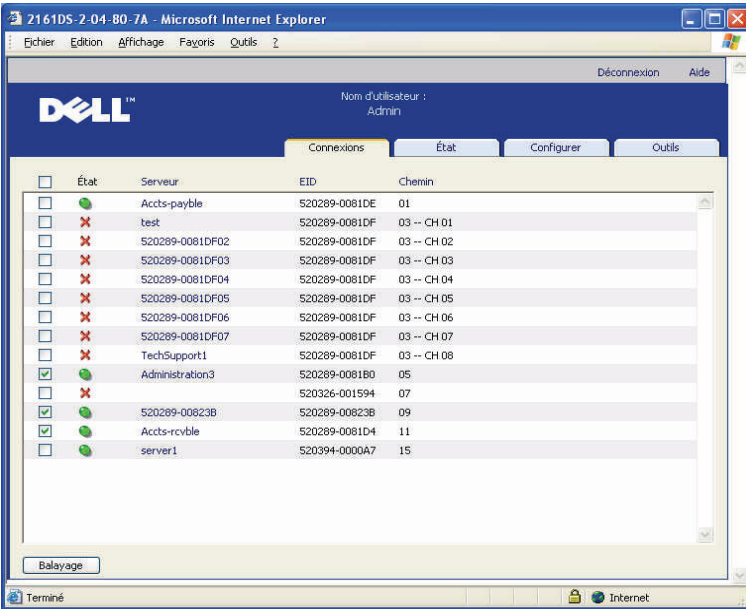 2161DS-2-04-80-7A - Microsoft Internet Explorer
Fichier Edition Affichage Favoris Outils ?
Déconnexion Aide
DELL™
Nom d'utilisateur :
Admin
Connexions État Configurer Outils
État Serveur EID Chemin
Accts-payble 520289-0081DE 01
test 520289-0081DF 03 -- CH 01
520289-0081DF02 520289-0081DF 03 -- CH 02
520289-0081DF03 520289-0081DF 03 -- CH 03
520289-0081DF04 520289-0081DF 03 -- CH 04
520289-0081DF05 520289-0081DF 03 -- CH 05
520289-0081DF06 520289-0081DF 03 -- CH 06
520289-0081DF07 520289-0081DF 03 -- CH 07
TechSupport1 520289-0081DF 03 -- CH 08
Administration3 520289-0081B0 05
520326-001594 07
520289-00823B 520289-00823B 09
Accts-rcvble 520289-0081D4 11
server1 520394-0000A7 15
Balayage
Terminé Internet